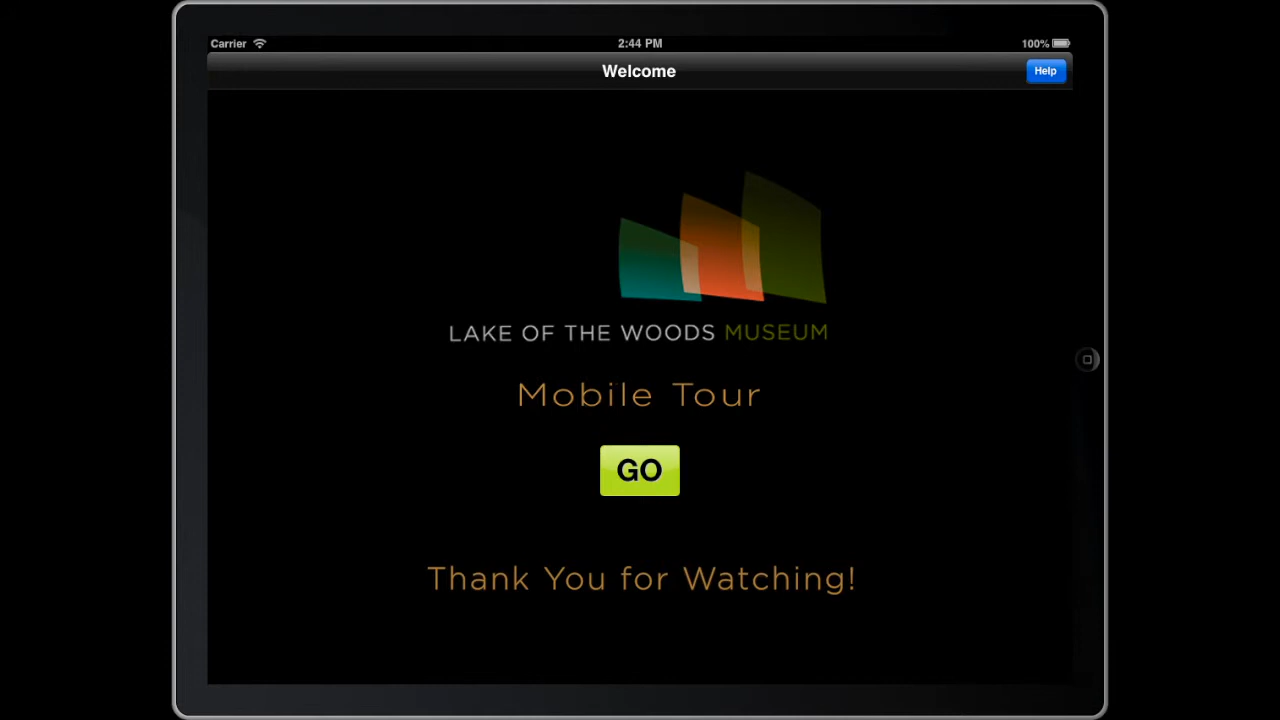 Carrier 2:44 PM 100%
Welcome Help
LAKE OF THE WOODS MUSEUM
Mobile Tour
GO
Thank You for Watching!